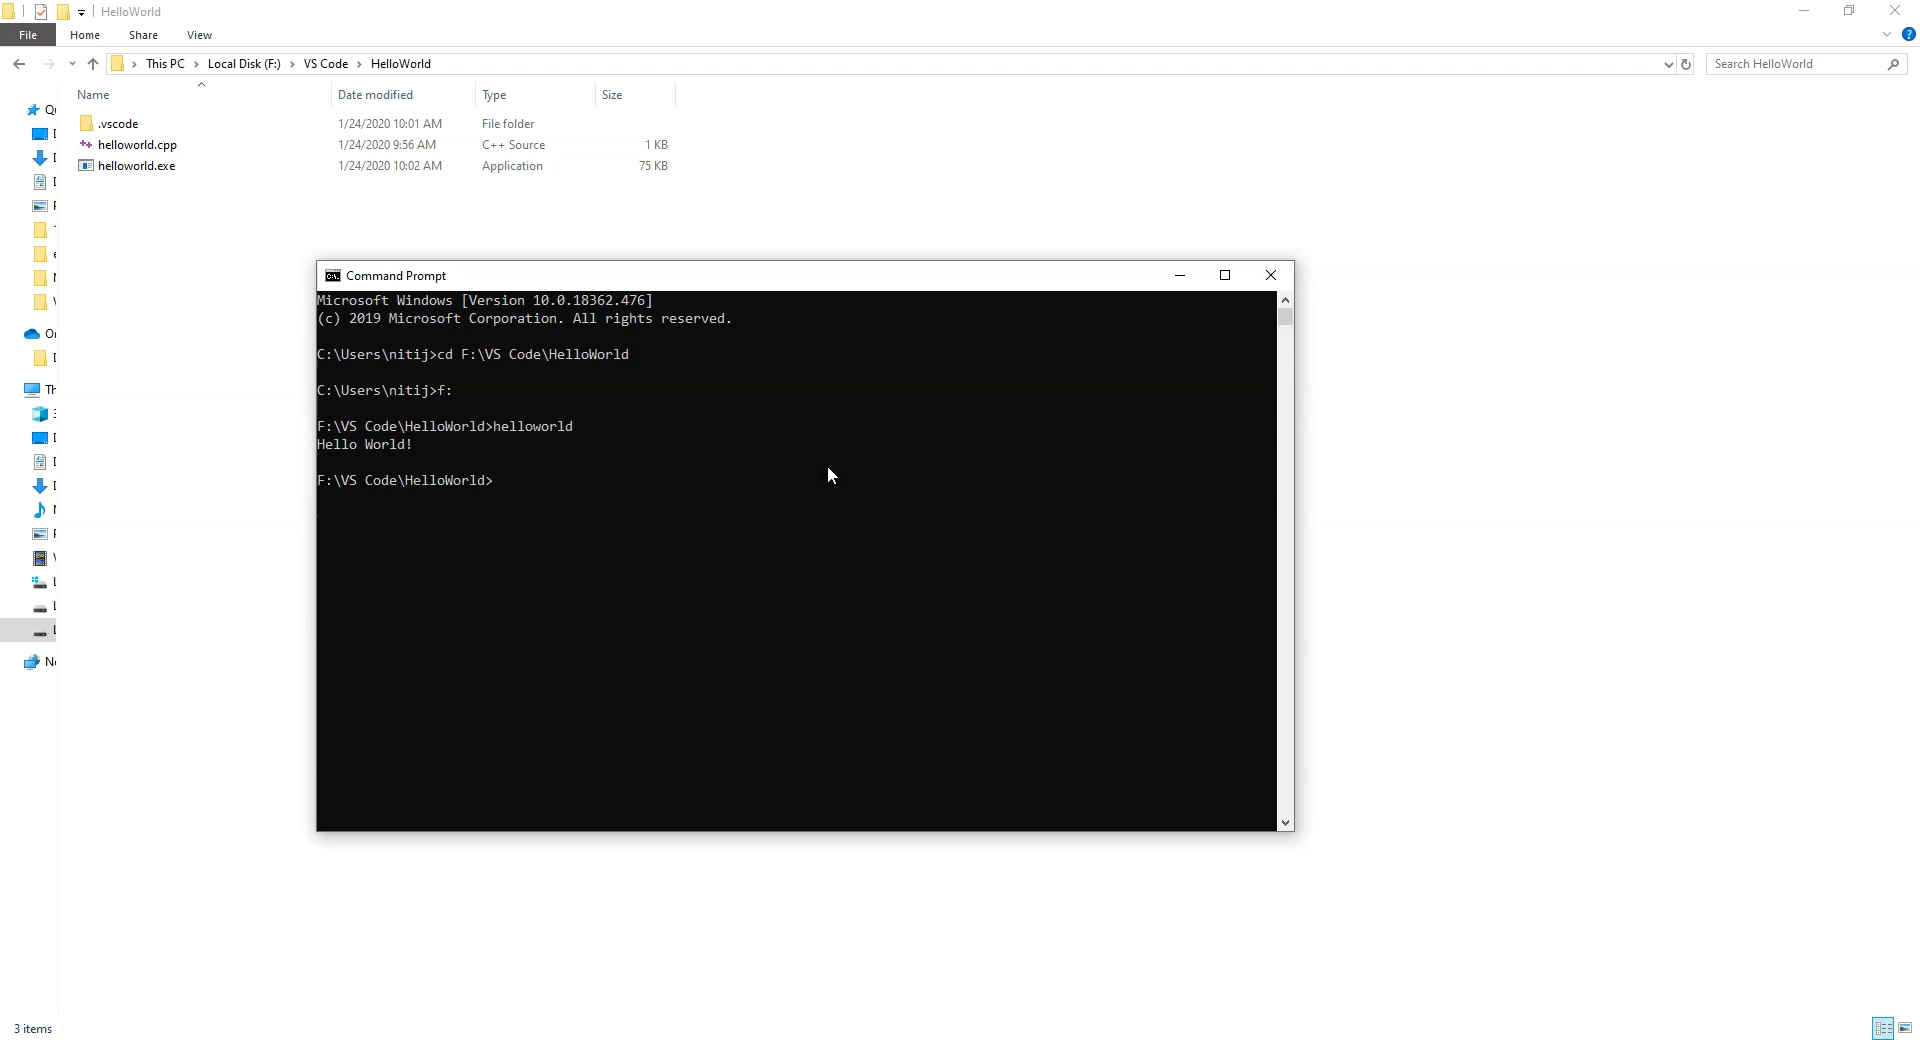 HelloWorld
File Home Share View
This PC > Local Disk (F:) > VS Code > HelloWorld
Search HelloWorld
Name Date modified Type Size
.vscode 1/24/2020 10:01 AM File folder
helloworld.cpp 1/24/2020 9:56 AM C++ Source 1 KB
helloworld.exe 1/24/2020 10:02 AM Application 75 KB
Command Prompt
Microsoft Windows [Version 10.0.18362.476]
(c) 2019 Microsoft Corporation. All rights reserved.
C:\Users\nitij>cd F:\VS Code\HelloWorld
C:\Users\nitij>f:
F:\VS Code\HelloWorld>helloworld
Hello World!
F:\VS Code\HelloWorld>
3 items